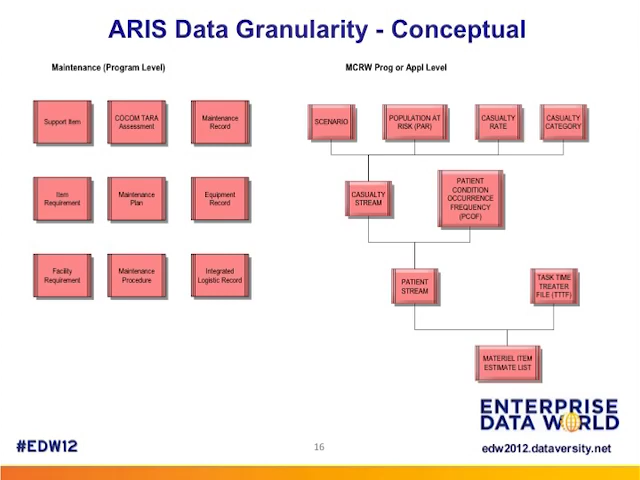 ARIS Data Granularity - Conceptual
Maintenance (Program Level)
MCRW Prog or Appl Level
Support Item
COCOM TARA
Assessment
Maintenance
Record
SCENARIO
POPULATION AT
RISK (PAR)
CASUALTY
RATE
CASUALTY
CATEGORY
Item
Requirement
Maintenance
Plan
Equipment
Record
CASUALTY
STREAM
PATIENT
CONDITION
OCCURRENCE
FREQUENCY
(PCOF)
Facility
Requirement
Maintenance
Procedure
Integrated
Logistic Record
PATIENT
STREAM
TASK TIME
TREATER
FILE (TTTF)
MATERIEL ITEM
ESTIMATE LIST
ENTERPRISE
DATA WORLD
#EDW12
16
edw2012.dataversity.net